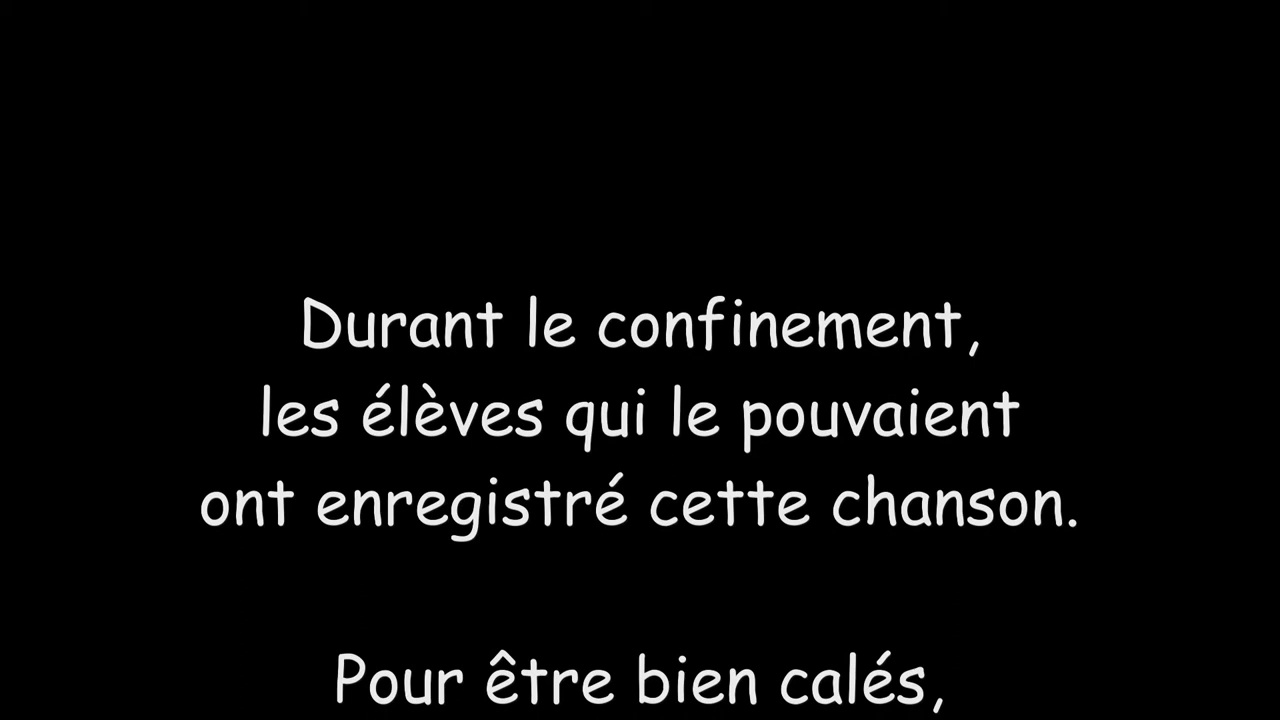 Durant le confinement,
les élèves qui le pouvaient
ont enregistré cette chanson.
Pour être bien calés,